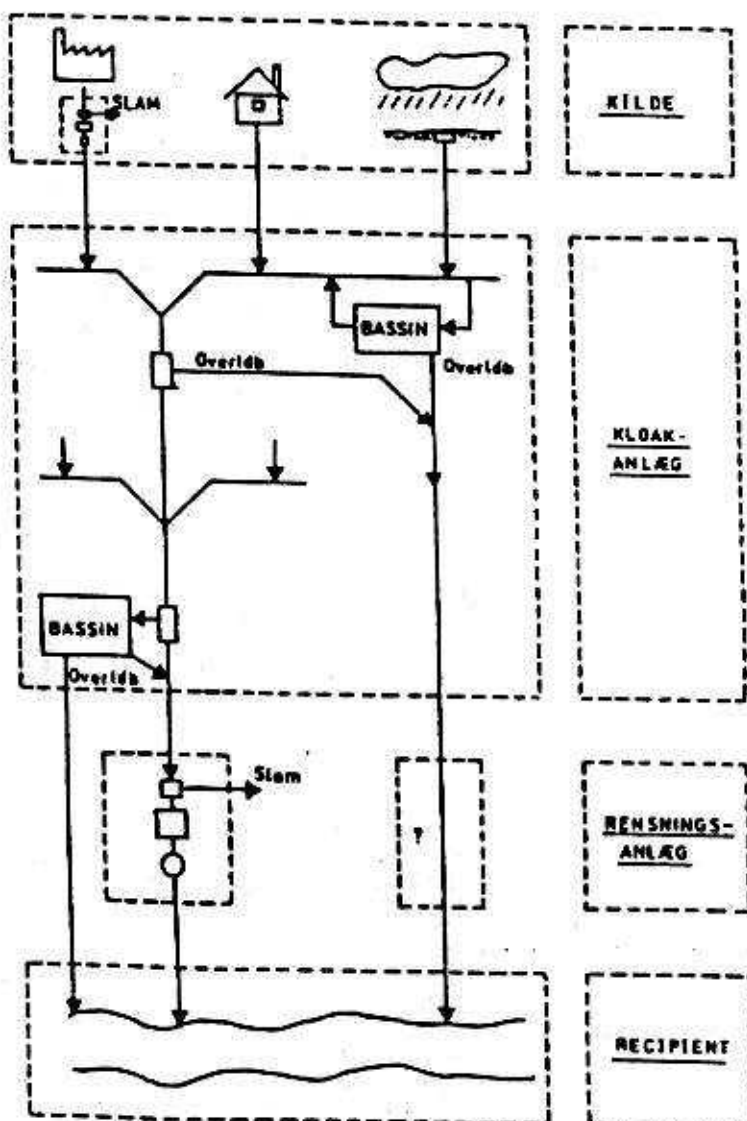 SLAM
KILDE
BASSIN
Overløb
Overløb
KLOAK-
ANLÆG
BASSIN
Overløb
Slam
?
RENSNINGS-
ANLÆG
RECIPIENT